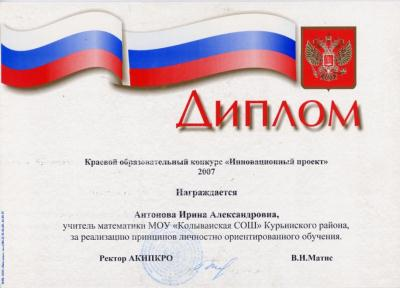 Диплом
Краевой образовательный конкурс «Инновационный проект»
2007
Награждается
Антонова Ирина Александровна,
учитель математики МОУ «Колыванская СОШ» Курьинского района,
за реализацию принципов личностно ориентированного обучения.
Ректор АКИПКРО В.Н.Матис